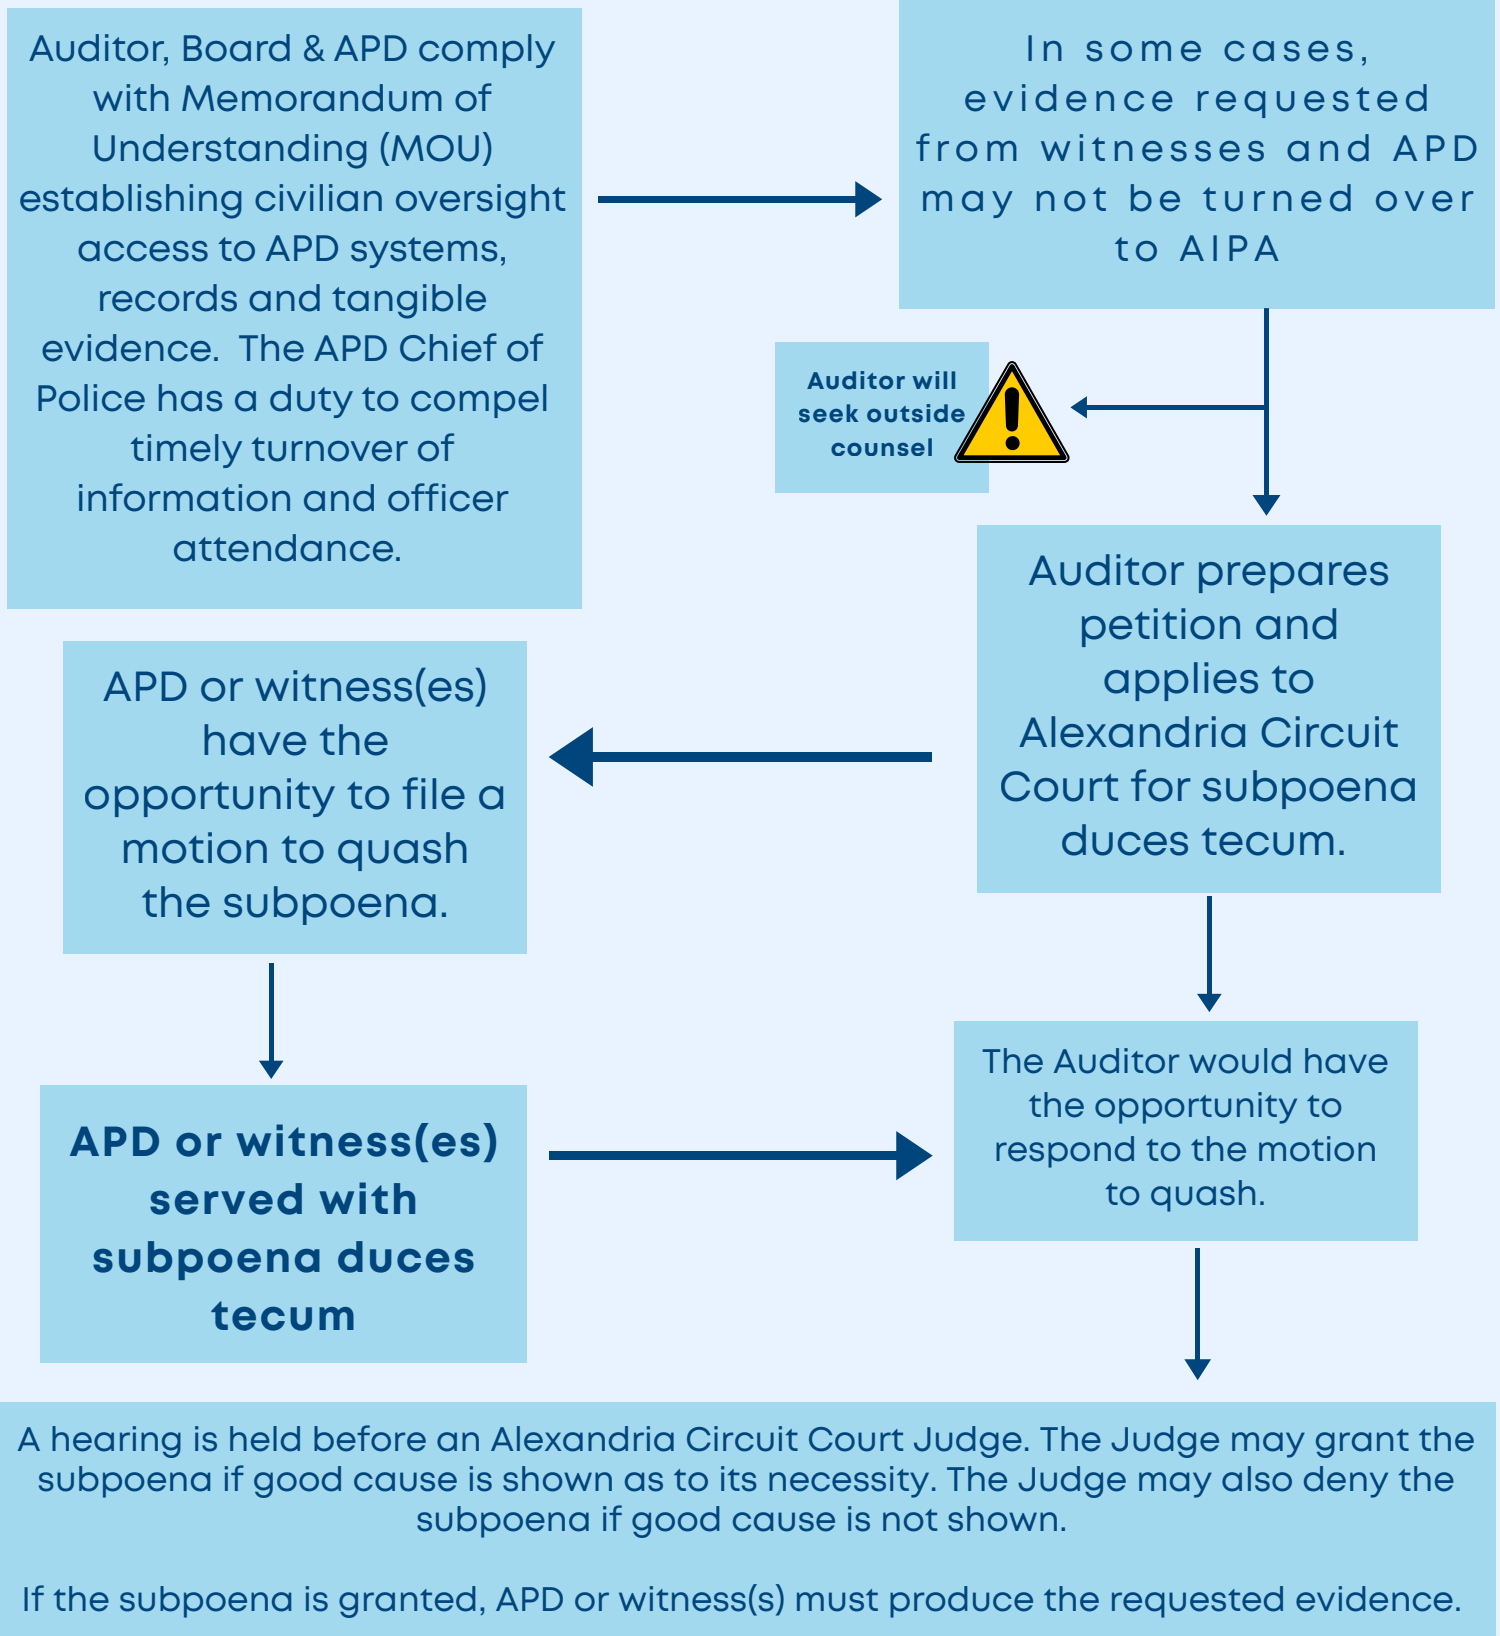 Auditor, Board & APD comply
with Memorandum of
Understanding (MOU)
establishing civilian oversight
access to APD systems,
records and tangible
evidence.  The APD Chief of
Police has a duty to compel
timely turnover of
information and officer
attendance.
In some cases,
evidence requested
from witnesses and APD
may not be turned over
to AIPA
Auditor will
seek outside
counsel
Auditor prepares
petition and
applies to
Alexandria Circuit
Court for subpoena
duces tecum.
APD or witness(es)
have the
opportunity to file a
motion to quash
the subpoena.
APD or witness(es)
served with
subpoena duces
tecum
The Auditor would have
the opportunity to
respond to the motion
to quash.
A hearing is held before an Alexandria Circuit Court Judge. The Judge may grant the
subpoena if good cause is shown as to its necessity. The Judge may also deny the
subpoena if good cause is not shown.
If the subpoena is granted, APD or witness(s) must produce the requested evidence.